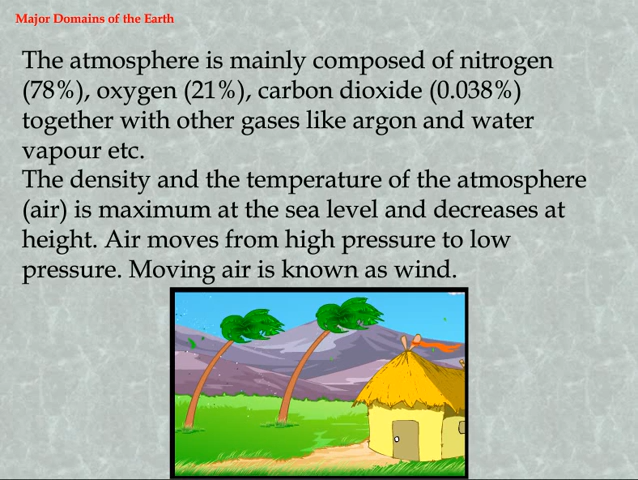 Major Domains of the Earth
The atmosphere is mainly composed of nitrogen
(78%), oxygen (21%), carbon dioxide (0.038%)
together with other gases like argon and water
vapour etc.
The density and the temperature of the atmosphere
(air) is maximum at the sea level and decreases at
height. Air moves from high pressure to low
pressure. Moving air is known as wind.